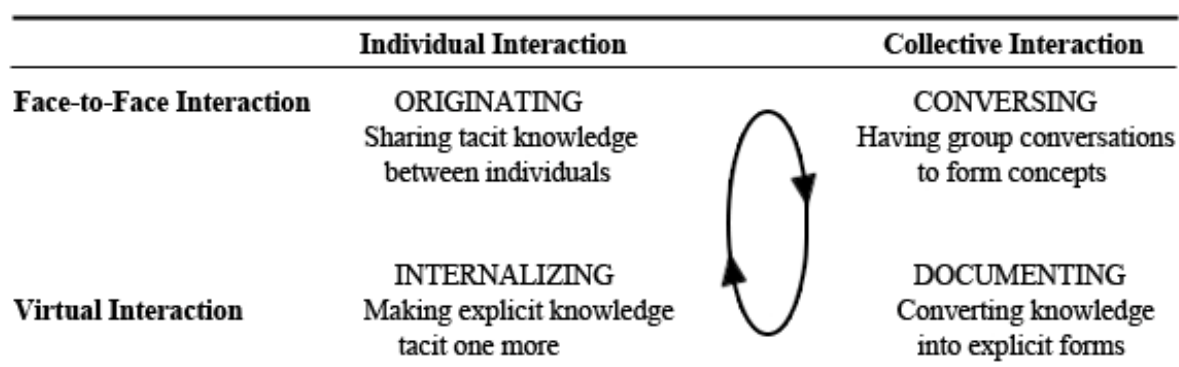 Individual Interaction Collective Interaction
Face-to-Face Interaction ORIGINATING CONVERSING
Sharing tacit knowledge Having group conversations
between individuals to form concepts
INTERNALIZING DOCUMENTING
Virtual Interaction Making explicit knowledge Converting knowledge
tacit one more into explicit forms